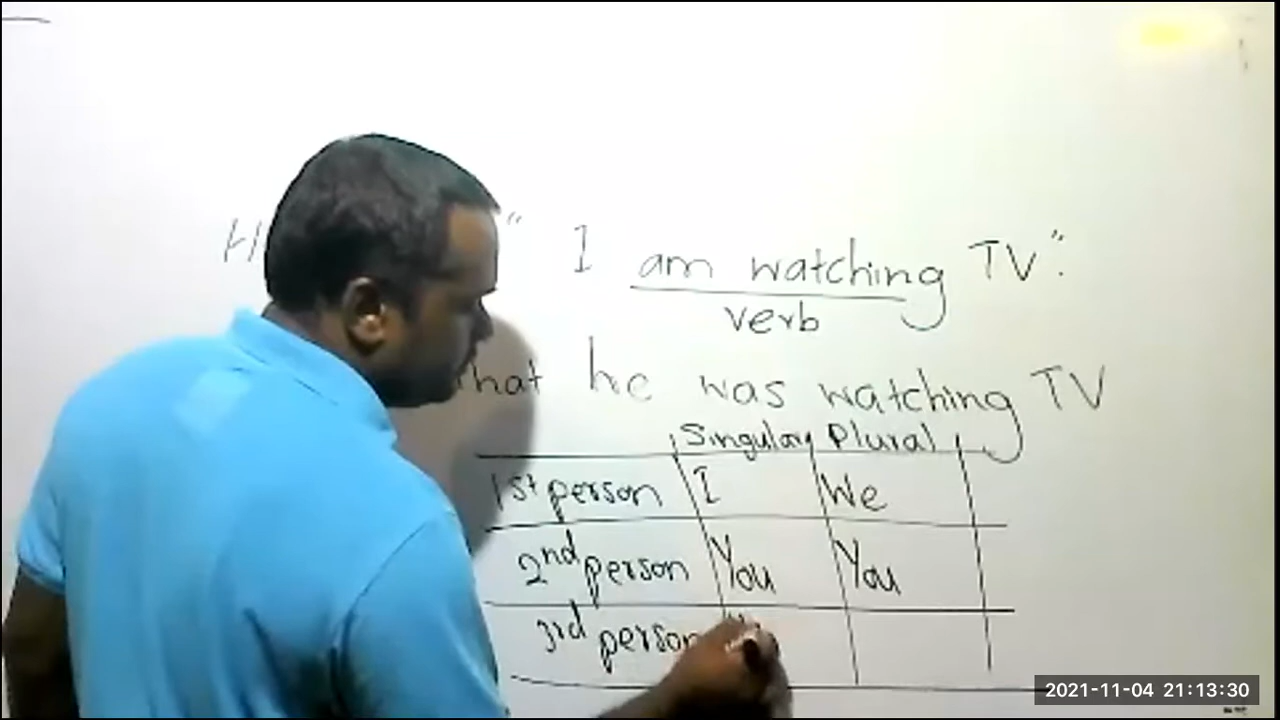 " I am watching TV".
verb
that he was watching TV
Singular Plural
1st person I We
2nd person You You
3rd person
2021-11-04 21:13:30